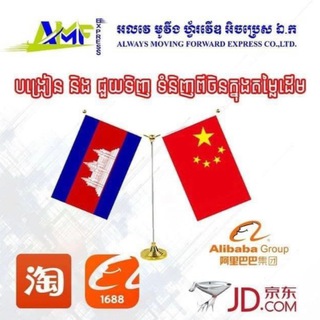 AMF
EXPRESS
អលវេ មូវីង ហ្វ័រវើឌ អិចប្រេស ឯ.ក
ALWAYS MOVING FORWARD EXPRESS CO.,LTD.
បង្រៀន និង ជួយទិញ ទំនិញពីចិនក្នុងតម្លៃដើម
Alibaba Group
阿里巴巴集团
淘
1688
JD.京东
.com